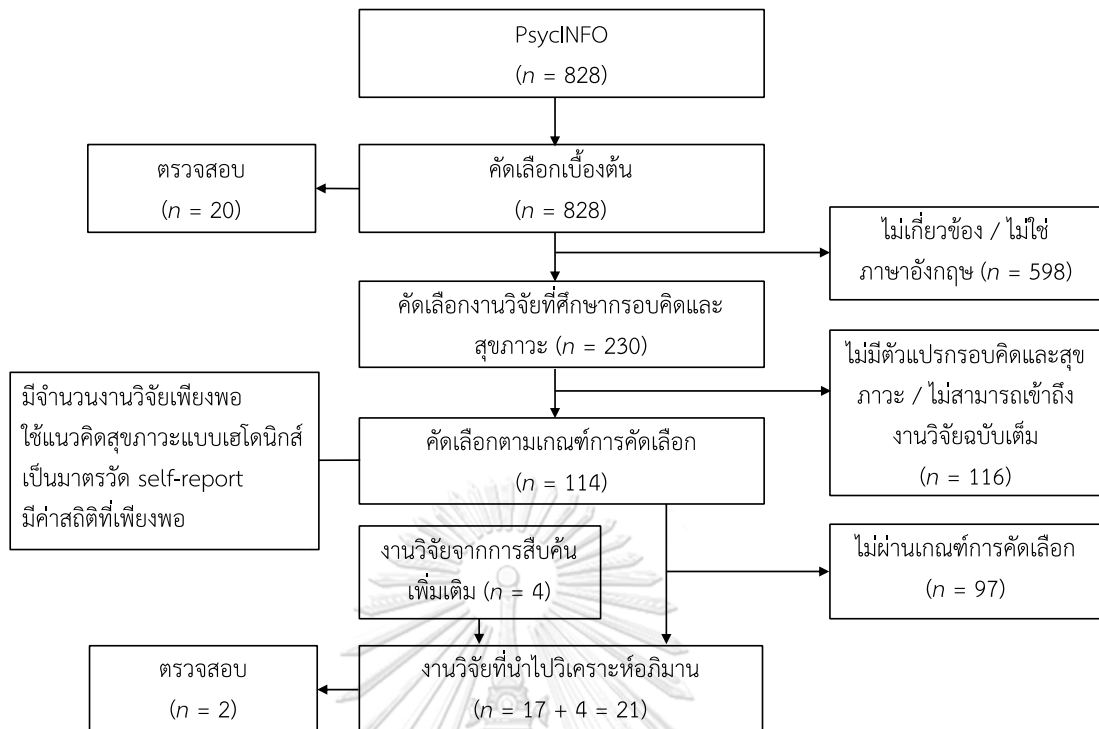 PsycINFO
(n = 828)
ตรวจสอบ
(n = 20)
คัดเลือกเบื้องต้น
(n = 828)
ไม่เกี่ยวข้อง / ไม่ใช่
ภาษาอังกฤษ (n = 598)
คัดเลือกงานวิจัยที่ศึกษากรอบคิดและ
สุขภาวะ (n = 230)
ไม่มีตัวแปรกรอบคิดและสุข
ภาวะ / ไม่สามารถเข้าถึง
งานวิจัยฉบับเต็ม
(n = 116)
มีจำนวนงานวิจัยเพียงพอ
ใช้แนวคิดสุขภาวะแบบเฮโดนิกส์
เป็นมาตรวัด self-report
มีค่าสถิติที่เพียงพอ
คัดเลือกตามเกณฑ์การคัดเลือก
(n = 114)
งานวิจัยจากการสืบค้น
เพิ่มเติม (n = 4)
ไม่ผ่านเกณฑ์การคัดเลือก
(n = 97)
ตรวจสอบ
(n = 2)
งานวิจัยที่นำไปวิเคราะห์อภิมาน
(n = 17 + 4 = 21)